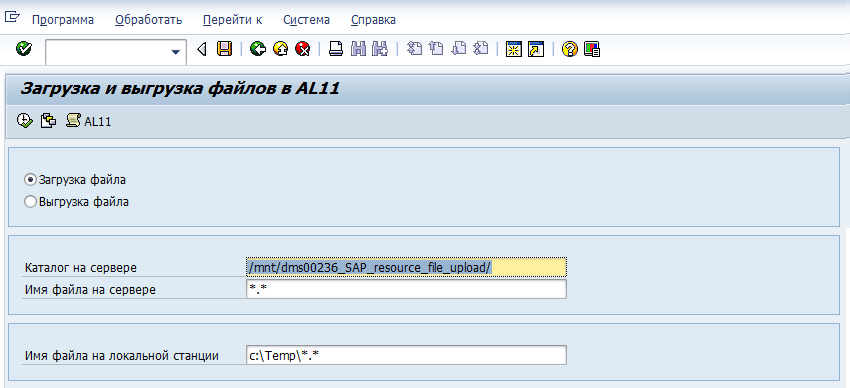 Программа Обработать Перейти к Система Справка
Загрузка и выгрузка файлов в AL11
AL11
Загрузка файла
Выгрузка файла
Каталог на сервере /mnt/dms00236_SAP_resource_file_upload/
Имя файла на сервере *.*
Имя файла на локальной станции c:\Temp\*.*